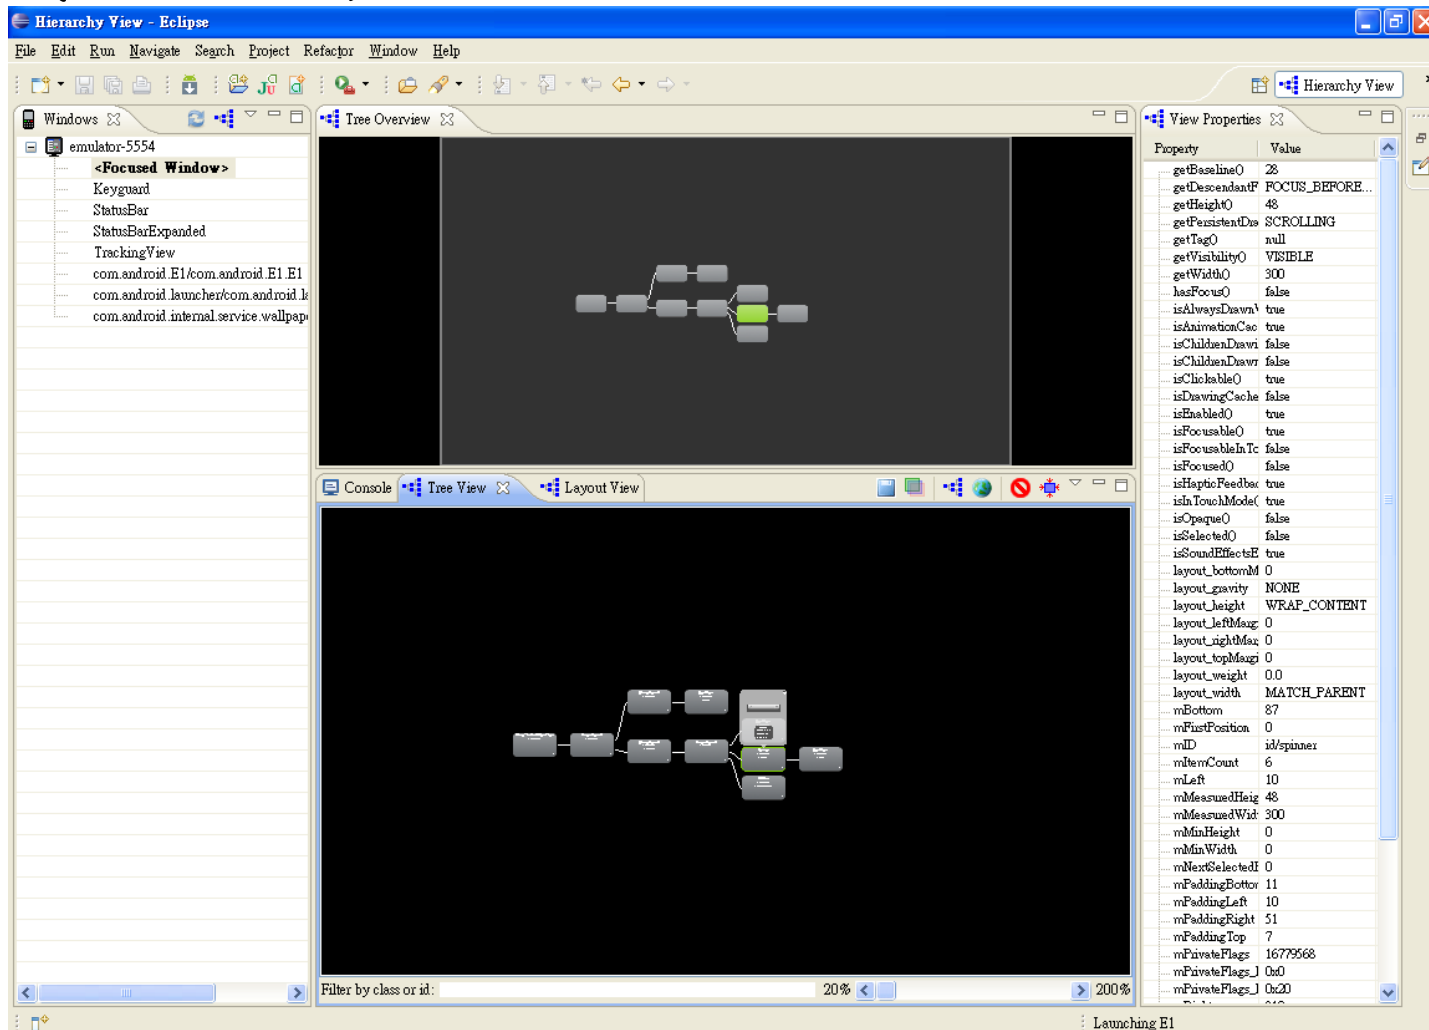 Hierarchy View - Eclipse
File Edit Run Navigate Search Project Refactor Window Help
Hierarchy View
Windows
emulator-5554
<Focused Window>
Keyguard
StatusBar
StatusBarExpanded
TrackingView
com.android.E1/com.android.E1.E1
com.android.launcher/com.android.la
com.android.internal.service.wallpap
Tree Overview
Console Tree View Layout View
Filter by class or id:
20% 200%
View Properties
Property Value
getBaseline() 28
getDescendantF FOCUS_BEFORE...
getHeight() 48
getPersistentDra SCROLLING
getTag() null
getVisibility() VISIBLE
getWidth() 300
hasFocus() false
isAlwaysDrawn true
isAnimationCac true
isChildrenDrawi false
isChildrenDraw false
isClickable() true
isDrawingCache false
isEnabled() true
isFocusable() true
isFocusableInTo false
isFocused() false
isHapticFeedbac true
isInTouchMode( true
isOpaque() false
isSelected() false
isSoundEffectsE true
layout_bottomM 0
layout_gravity NONE
layout_height WRAP_CONTENT
layout_leftMarg 0
layout_rightMar 0
layout_topMargi 0
layout_weight 0.0
layout_width MATCH_PARENT
mBottom 87
mFirstPosition 0
mID id/spinner
mItemCount 6
mLeft 10
mMeasuredHeig 48
mMeasuredWid 300
mMinHeight 0
mMinWidth 0
mNextSelected 0
mPaddingBottor 11
mPaddingLeft 10
mPaddingRight 51
mPaddingTop 7
mPrivateFlags 16779568
mPrivateFlags_ 0x0
mPrivateFlags_ 0x20
Launching E1